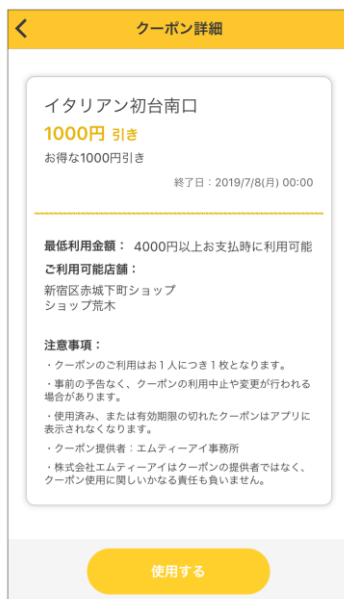 クーポン詳細
イタリアン初台南口
1000円 引き
お得な1000円引き
終了日：2019/7/8(月) 00:00
最低利用金額： 4000円以上お支払時に利用可能
ご利用可能店舗：
新宿区赤城下町ショップ
ショップ荒木
注意事項：
・クーポンのご利用はお1人につき1枚となります。
・事前の予告なく、クーポンの利用中止や変更が行われる
場合があります。
・使用済み、または有効期限の切れたクーポンはアプリに
表示されなくなります。
・クーポン提供者：エムティーアイ事務所
・株式会社エムティーアイはクーポンの提供者ではなく、
クーポン使用に関しいかなる責任も負いません。
使用する